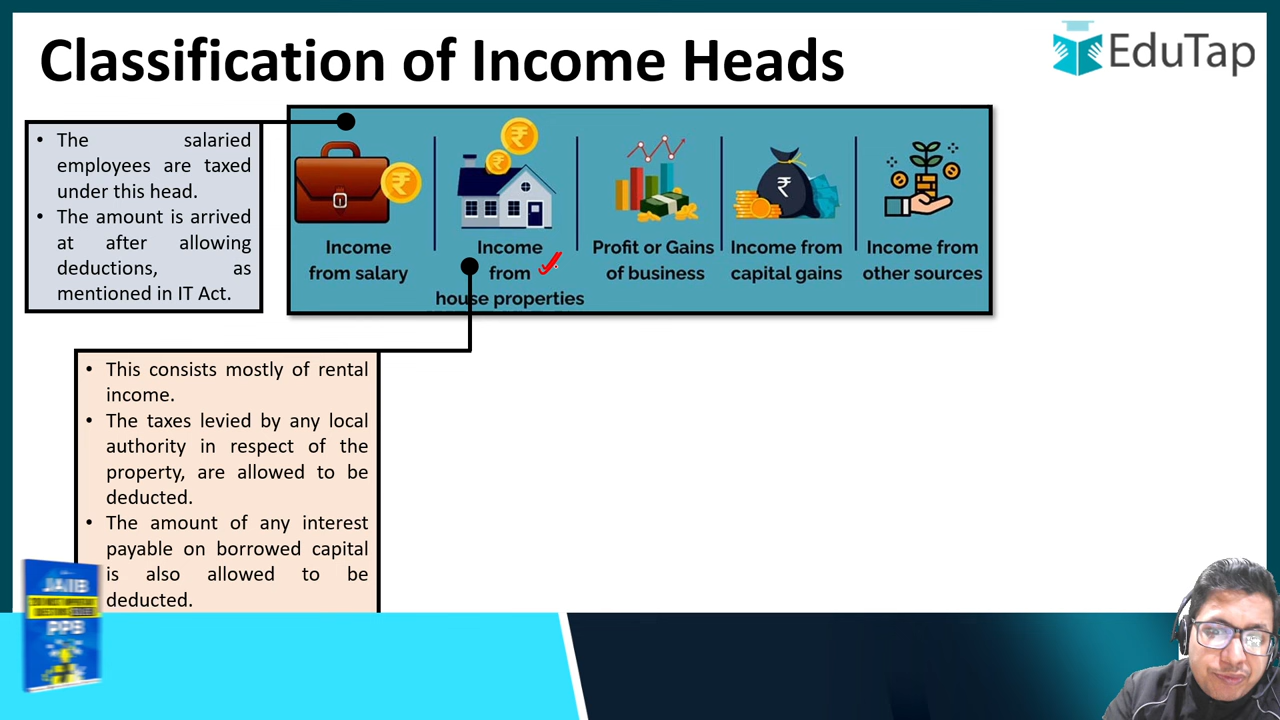 Classification of Income Heads
EduTap
• The salaried
employees are taxed
under this head.
• The amount is arrived
at after allowing
deductions, as
mentioned in IT Act.
Income
from salary
Income
from
house properties
Profit or Gains
of business
Income from
capital gains
Income from
other sources
• This consists mostly of rental
income.
• The taxes levied by any local
authority in respect of the
property, are allowed to be
deducted.
• The amount of any interest
payable on borrowed capital
is also allowed to be
deducted.
JAIIB
PPB